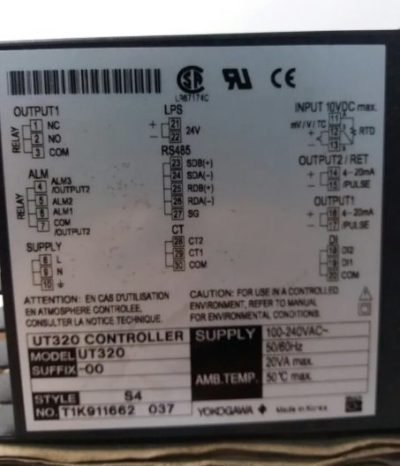 LR67174C
OUTPUT1
RELAY
1 NC
2 NO
3 COM
ALM
RELAY
4 ALM3 /OUTPUT2
5 ALM2
6 ALM1
7 COM /OUTPUT2
SUPPLY
8 L
9 N
10
LPS
+ 21
- 22 24V
RS485
23 SDB(+)
24 SDA(-)
25 RDB(+)
26 RDA(-)
27 SG
CT
28 CT2
29 CT1
30 COM
INPUT 10VDC max.
mV/V/TC
11
12
13
RTD
OUTPUT2/RET
+ 14 4-20mA
- 15 /PULSE
OUTPUT1
+ 16 4-20mA
- 17 /PULSE
DI
18 DI2
19 DI1
20 COM
ATTENTION: EN CAS D'UTILISATION
EN ATMOSPHERE CONTROLEE,
CONSULTER LA NOTICE TECHNIQUE.
CAUTION: FOR USE IN A CONTROLLED
ENVIRONMENT, REFER TO MANUAL
FOR ENVIRONMENTAL CONDITIONS.
UT320 CONTROLLER
MODEL UT320
SUFFIX -00
STYLE S4
NO. T1K911662 037
SUPPLY 100-240VAC~
50/60Hz
20VA max.
AMB.TEMP. 50°C max.
YOKOGAWA Made in Korea